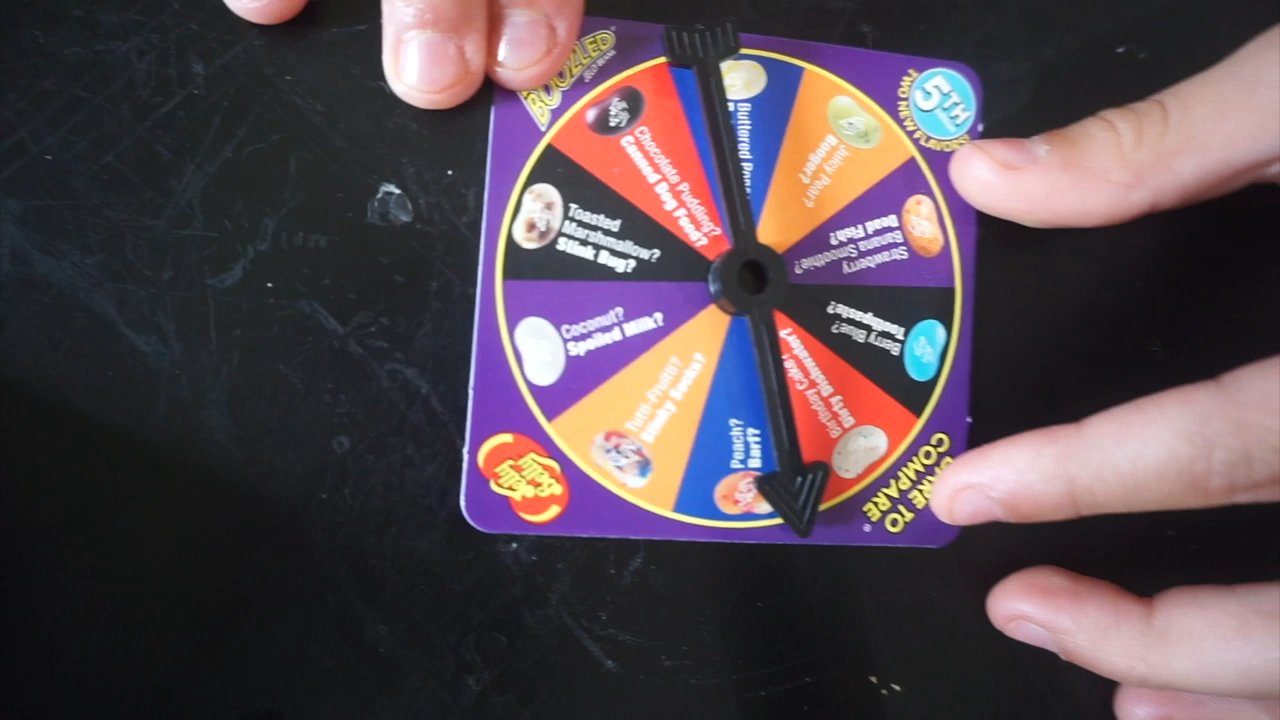 BOOZLED
JELLY BEANS
5TH
TWO NEW FLAVORS!
Buttered
Juicy Pear?
Booger?
Strawberry
Banana Smoothie?
Dead Fish?
Berry Blue?
Toothpaste?
Birthday Cake?
Dirty Dishwater?
Peach?
Barf?
Tutti-Fruitti?
Stinky Socks?
Coconut?
Spoiled Milk?
Toasted
Marshmallow?
Stink Bug?
Chocolate Pudding?
Canned Dog Food?
Jelly
Belly
DARE TO
COMPARE